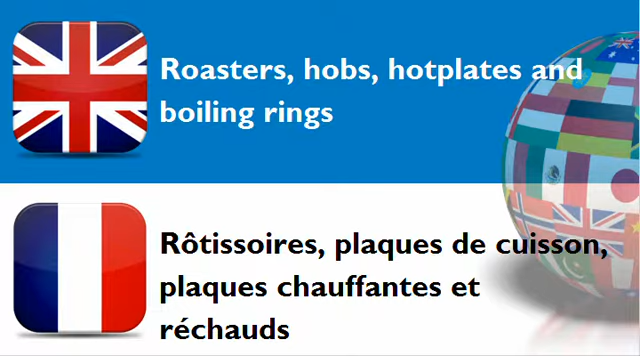 Roasters, hobs, hotplates and
boiling rings
Rôtissoires, plaques de cuisson,
plaques chauffantes et
réchauds